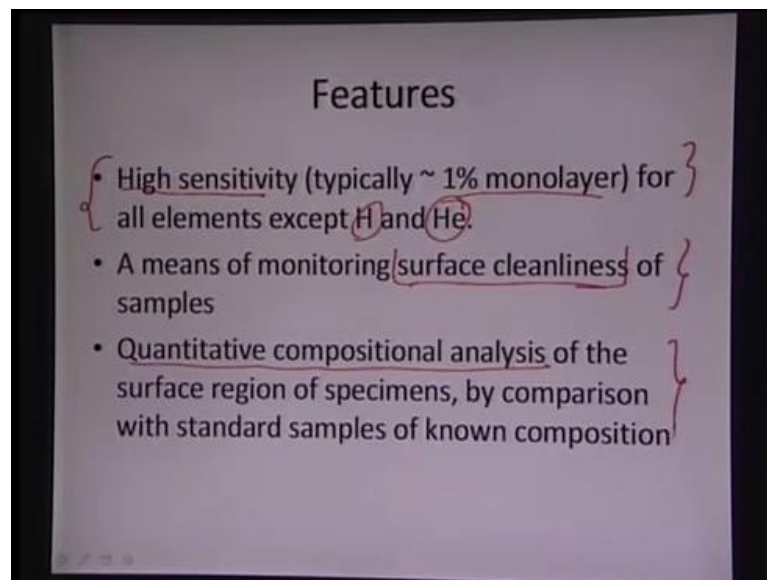 Features
• High sensitivity (typically ~ 1% monolayer) for
all elements except H and He.
• A means of monitoring surface cleanliness of
samples
• Quantitative compositional analysis of the
surface region of specimens, by comparison
with standard samples of known composition